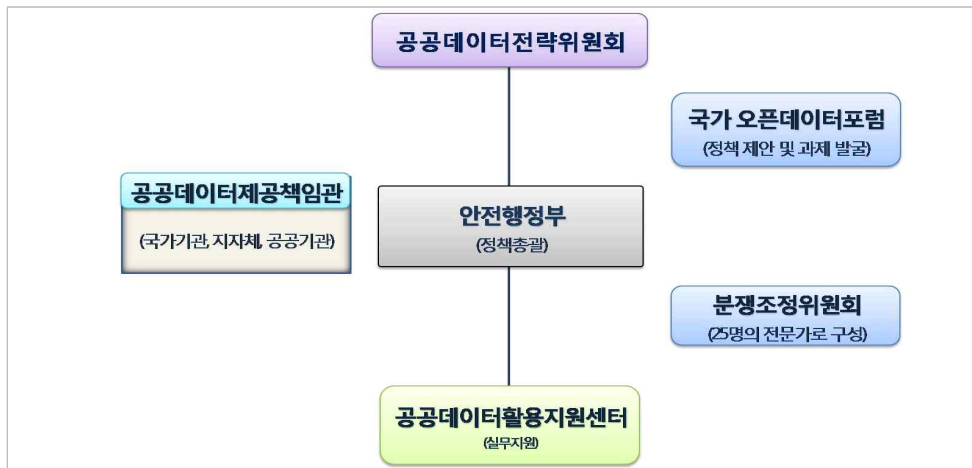 공공데이터전략위원회
국가 오픈데이터포럼
(정책 제안 및 과제 발굴)
공공데이터제공책임관
(국가기관, 지자체, 공공기관)
안전행정부
(정책총괄)
분쟁조정위원회
(25명의 전문가로 구성)
공공데이터활용지원센터
(실무지원)